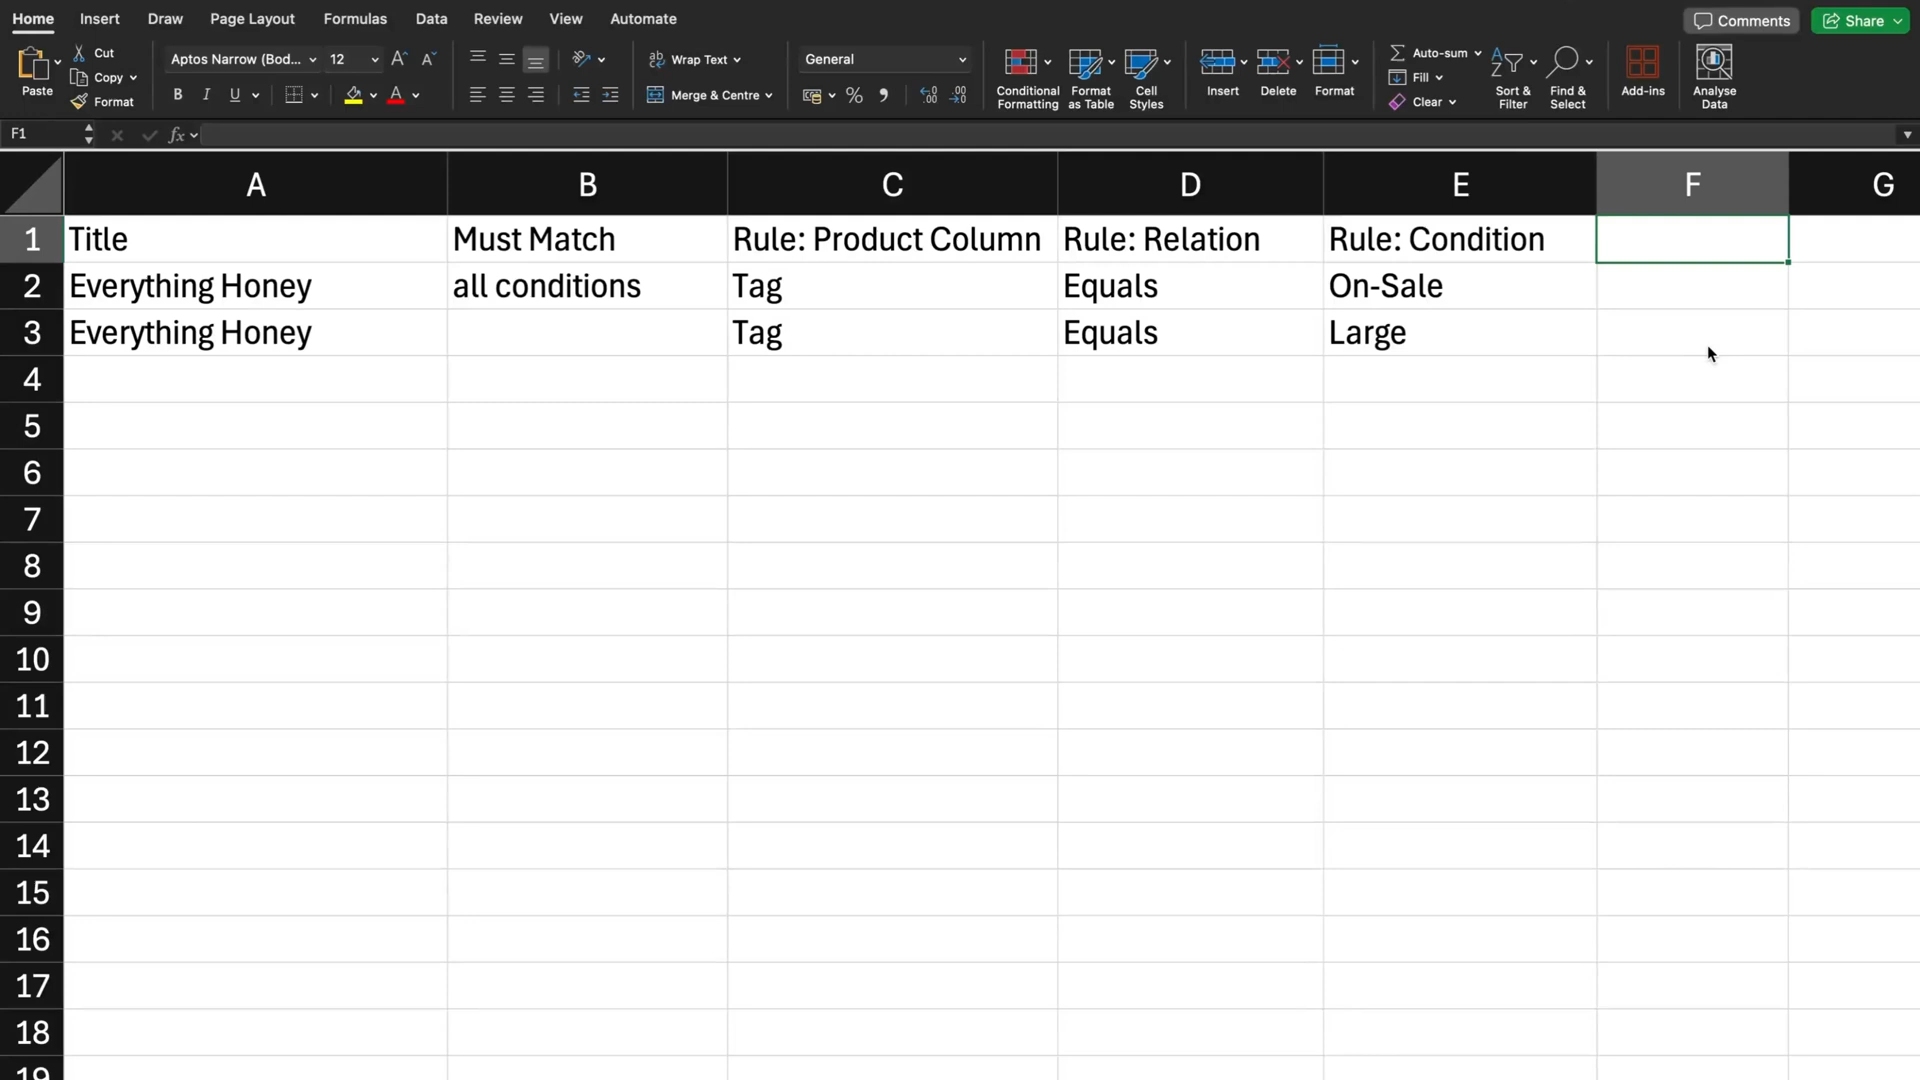 Home Insert Draw Page Layout Formulas Data Review View Automate Comments Share
Paste Cut Copy Format
Aptos Narrow (Bod... 12
B I U
Wrap Text
Merge & Centre
General
Conditional Formatting
Format as Table
Cell Styles
Insert Delete Format
Auto-sum
Fill
Clear
Sort & Filter
Find & Select
Add-ins
Analyse Data
F1 fx
A B C D E F G
1 Title Must Match Rule: Product Column Rule: Relation Rule: Condition
2 Everything Honey all conditions Tag Equals On-Sale
3 Everything Honey Tag Equals Large
4
5
6
7
8
9
10
11
12
13
14
15
16
17
18
19